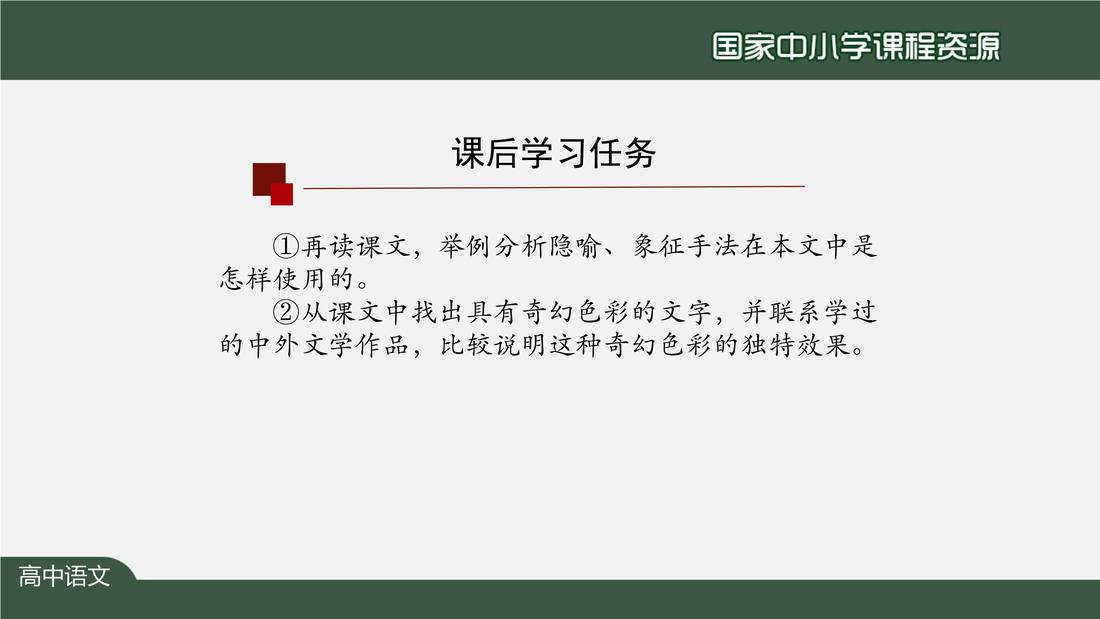 国家中小学课程资源
课后学习任务
①再读课文，举例分析隐喻、象征手法在本文中是
怎样使用的。
②从课文中找出具有奇幻色彩的文字，并联系学过
的中外文学作品，比较说明这种奇幻色彩的独特效果。
高中语文